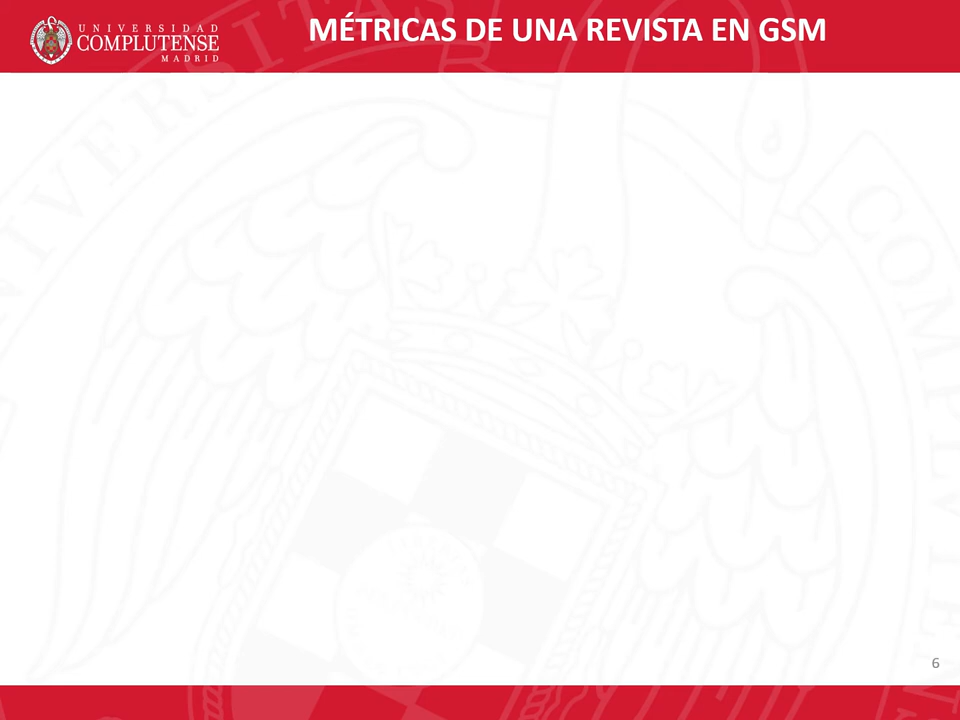 UNIVERSIDAD
COMPLUTENSE
MADRID
MÉTRICAS DE UNA REVISTA EN GSM
6